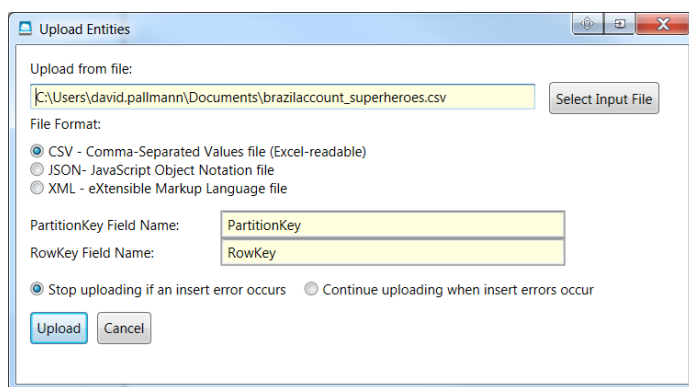 Upload Entities
Upload from file:
C:\Users\david.pallmann\Documents\brazilaccount_superheroes.csv
Select Input File
File Format:
CSV - Comma-Separated Values file (Excel-readable)
JSON- JavaScript Object Notation file
XML - eXtensible Markup Language file
PartitionKey Field Name: PartitionKey
RowKey Field Name: RowKey
Stop uploading if an insert error occurs Continue uploading when insert errors occur
Upload Cancel